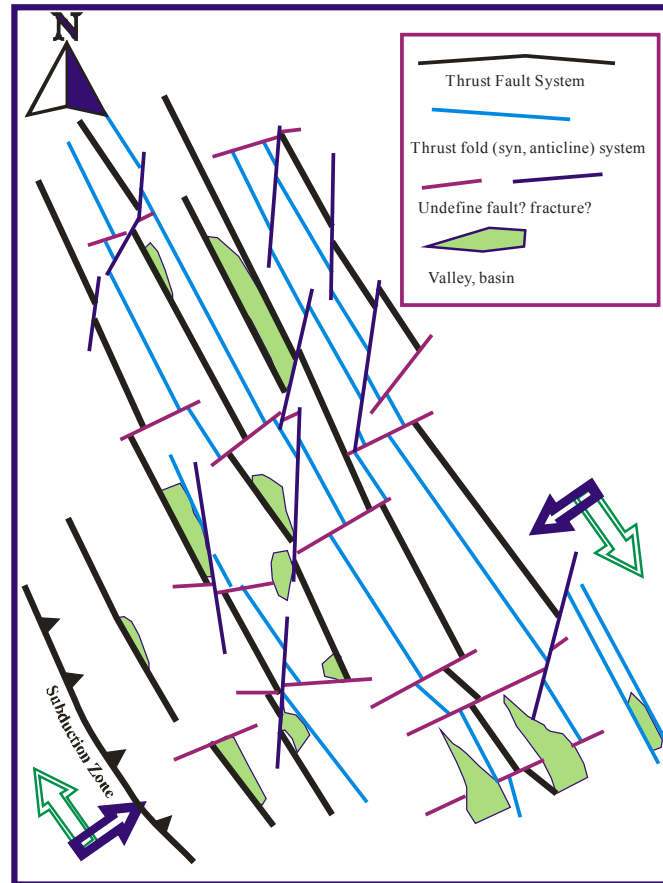 N
Thrust Fault System
Thrust fold (syn, anticline) system
Undefine fault? fracture?
Valley, basin
Subduction Zone